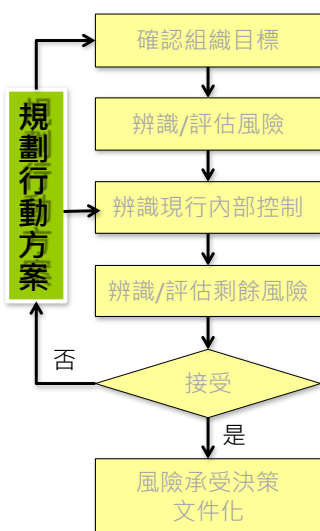 確認組織目標
辨識/評估風險
規劃行動方案
辨識現行內部控制
辨識/評估剩餘風險
否
接受
是
風險承受決策
文件化